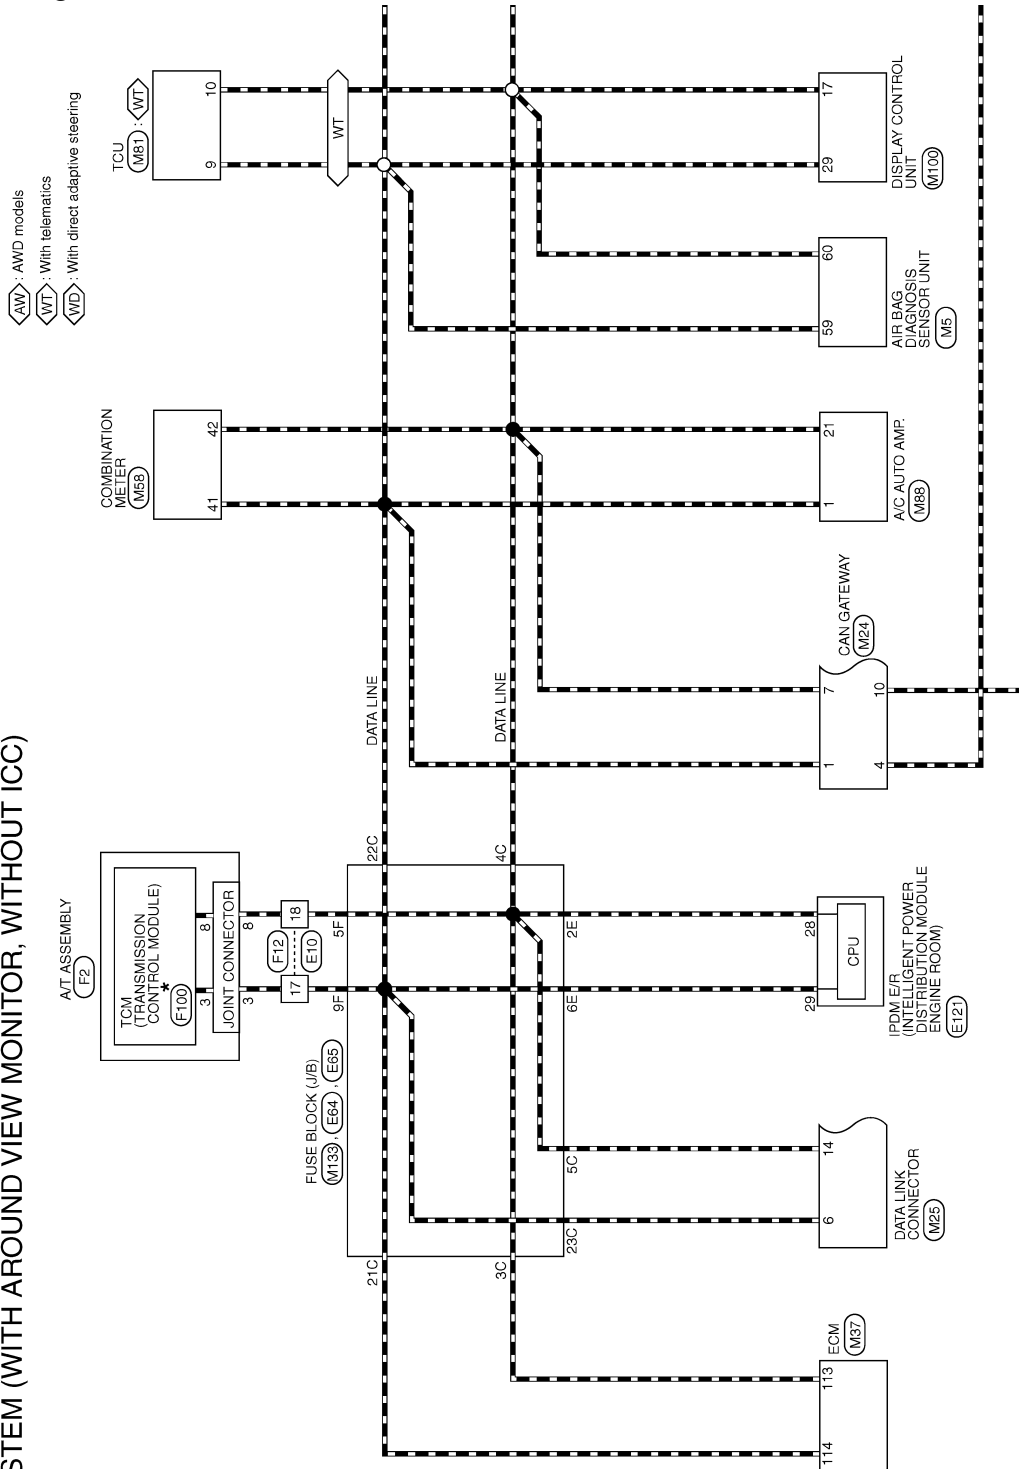 STEM (WITH AROUND VIEW MONITOR, WITHOUT ICC)
AW : AWD models
WT : With telematics
WD : With direct adaptive steering
A/T ASSEMBLY
F2
TCM
(TRANSMISSION
CONTROL MODULE)
*
F100
3
8
JOINT CONNECTOR
3
8
F12
E10
17
18
FUSE BLOCK (J/B)
M133 , E64 , E65
9F
5F
21C
22C
3C
4C
23C
5C
6E
2E
COMBINATION
METER
M58
41
42
TCU
M81 : WT
9
10
WT
DATA LINE
DATA LINE
114
113
ECM
M37
6
14
DATA LINK
CONNECTOR
M25
29
28
CPU
IPDM E/R
(INTELLIGENT POWER
DISTRIBUTION MODULE
ENGINE ROOM)
E121
1
7
4
10
CAN GATEWAY
M24
1
21
A/C AUTO AMP.
M88
59
60
AIR BAG
DIAGNOSIS
SENSOR UNIT
M5
29
17
DISPLAY CONTROL
UNIT
M100